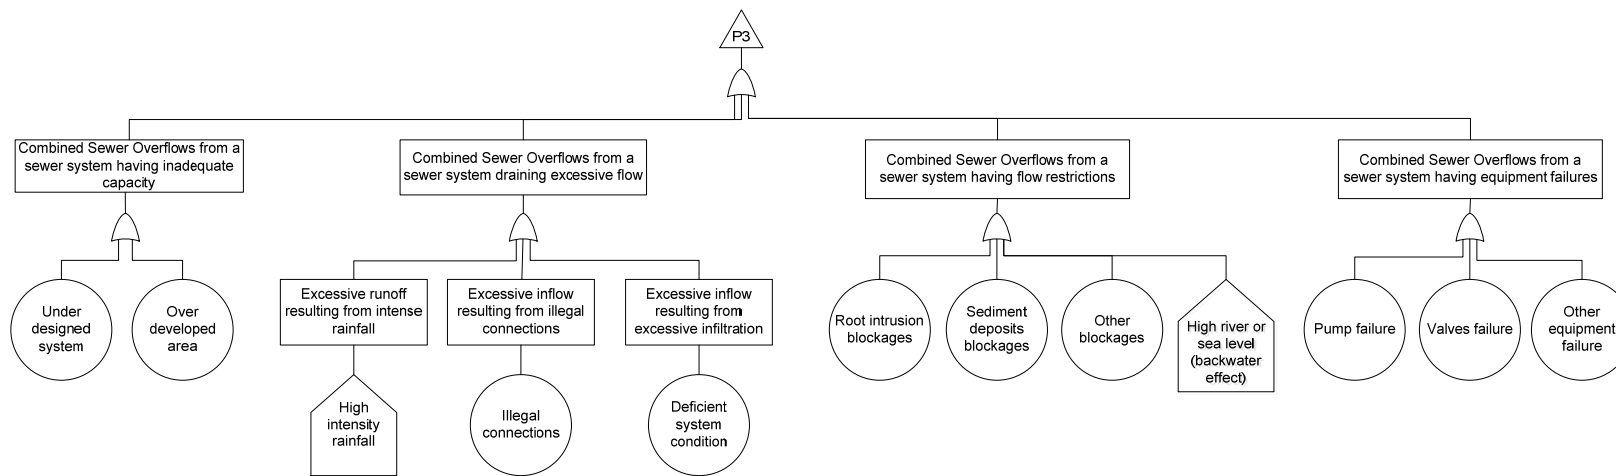 P3
Combined Sewer Overflows from a
sewer system having inadequate
capacity
Combined Sewer Overflows from a
sewer system draining excessive flow
Combined Sewer Overflows from a
sewer system having flow restrictions
Combined Sewer Overflows from a
sewer system having equipment failures
Under
designed
system
Over
developed
area
Excessive runoff
resulting from intense
rainfall
Excessive inflow
resulting from illegal
connections
Excessive inflow
resulting from
excessive infiltration
Root intrusion
blockages
Sediment
deposits
blockages
Other
blockages
High river or
sea level
(backwater
effect)
Pump failure
Valves failure
Other
equipment
failure
High
intensity
rainfall
Illegal
connections
Deficient
system
condition